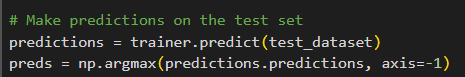 # Make predictions on the test set
predictions = trainer.predict(test_dataset)
preds = np.argmax(predictions.predictions, axis=-1)